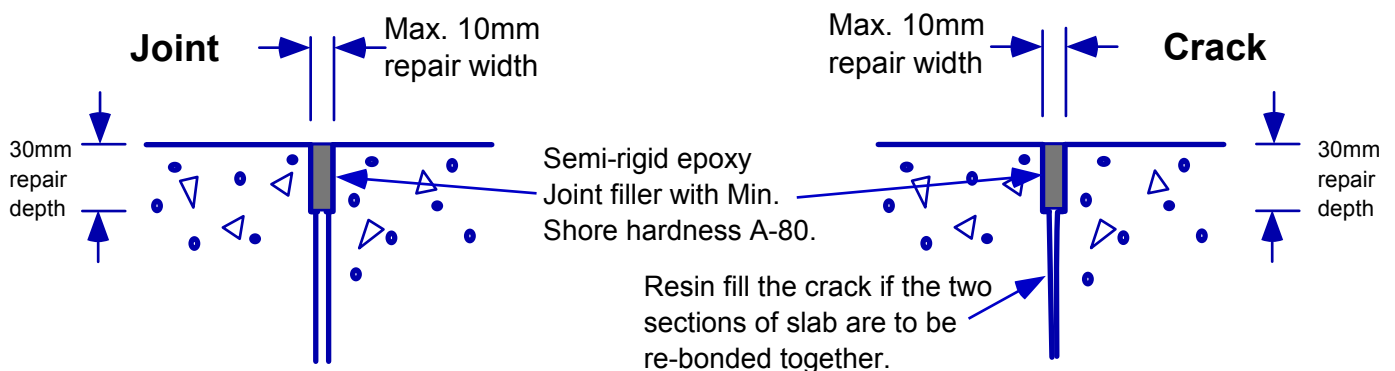 Joint
Max. 10mm
repair width
Max. 10mm
repair width
Crack
30mm
repair
depth
Semi-rigid epoxy
Joint filler with Min.
Shore hardness A-80.
30mm
repair
depth
Resin fill the crack if the two
sections of slab are to be
re-bonded together.